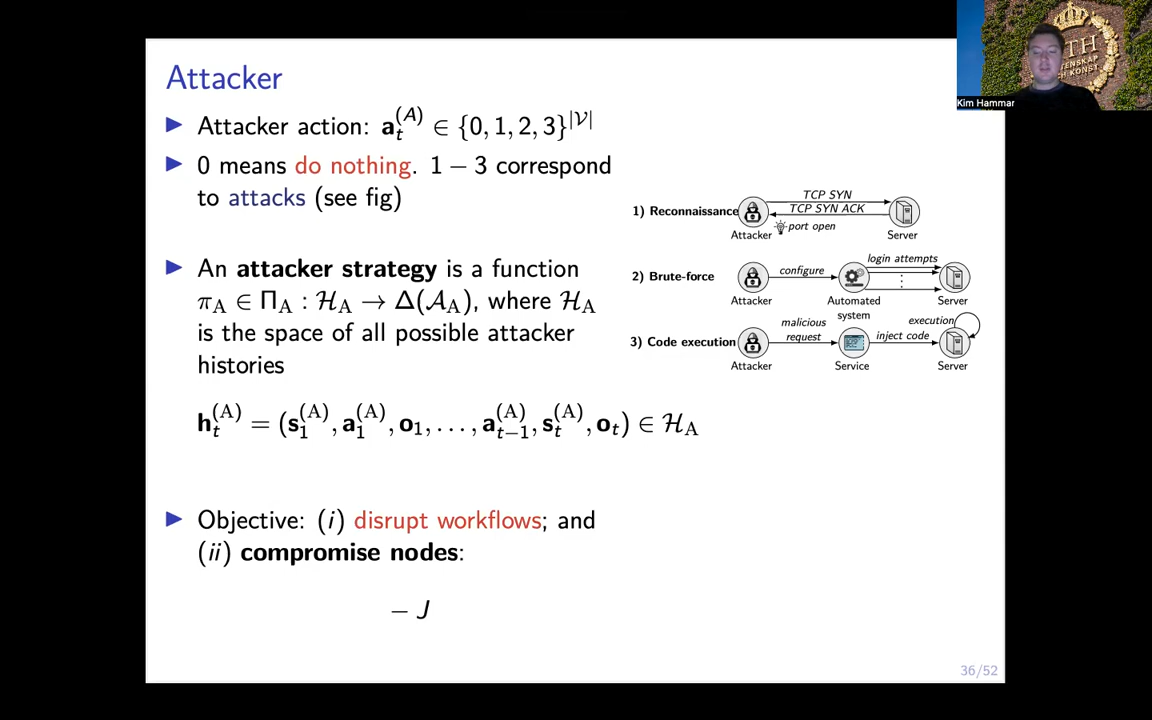 Attacker
▶ Attacker action: a_t^(A) ∈ {0, 1, 2, 3}^|𝒱|
▶ 0 means do nothing. 1 − 3 correspond
to attacks (see fig)
▶ An attacker strategy is a function
π_A ∈ Π_A : ℋ_A → Δ(𝒜_A), where ℋ_A
is the space of all possible attacker
histories
h_t^(A) = (s_1^(A), a_1^(A), o_1, . . . , a_{t−1}^(A), s_t^(A), o_t) ∈ ℋ_A
▶ Objective: (i) disrupt workflows; and
(ii) compromise nodes:
− J
1) Reconnaissance
TCP SYN
TCP SYN ACK
port open
Attacker
Server
2) Brute-force
configure
login attempts
⋮
Attacker
Automated
system
Server
3) Code execution
malicious
request
inject code
execution
Attacker
Service
Server
36/52
KTH
VETENSKAP
OCH KONST
Kim Hammar